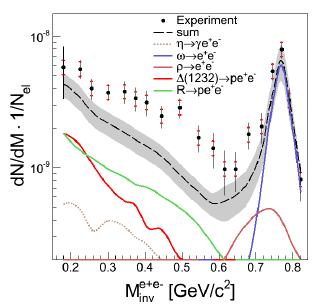 Experiment
sum
η→γe⁺e⁻
ω→e⁺e⁻
ρ→e⁺e⁻
Δ(1232)→pe⁺e⁻
R→pe⁺e⁻
10⁻⁸
10⁻⁹
dN/dM · 1/N_el
0.2 0.3 0.4 0.5 0.6 0.7 0.8
M_inv^e+e- [GeV/c²]